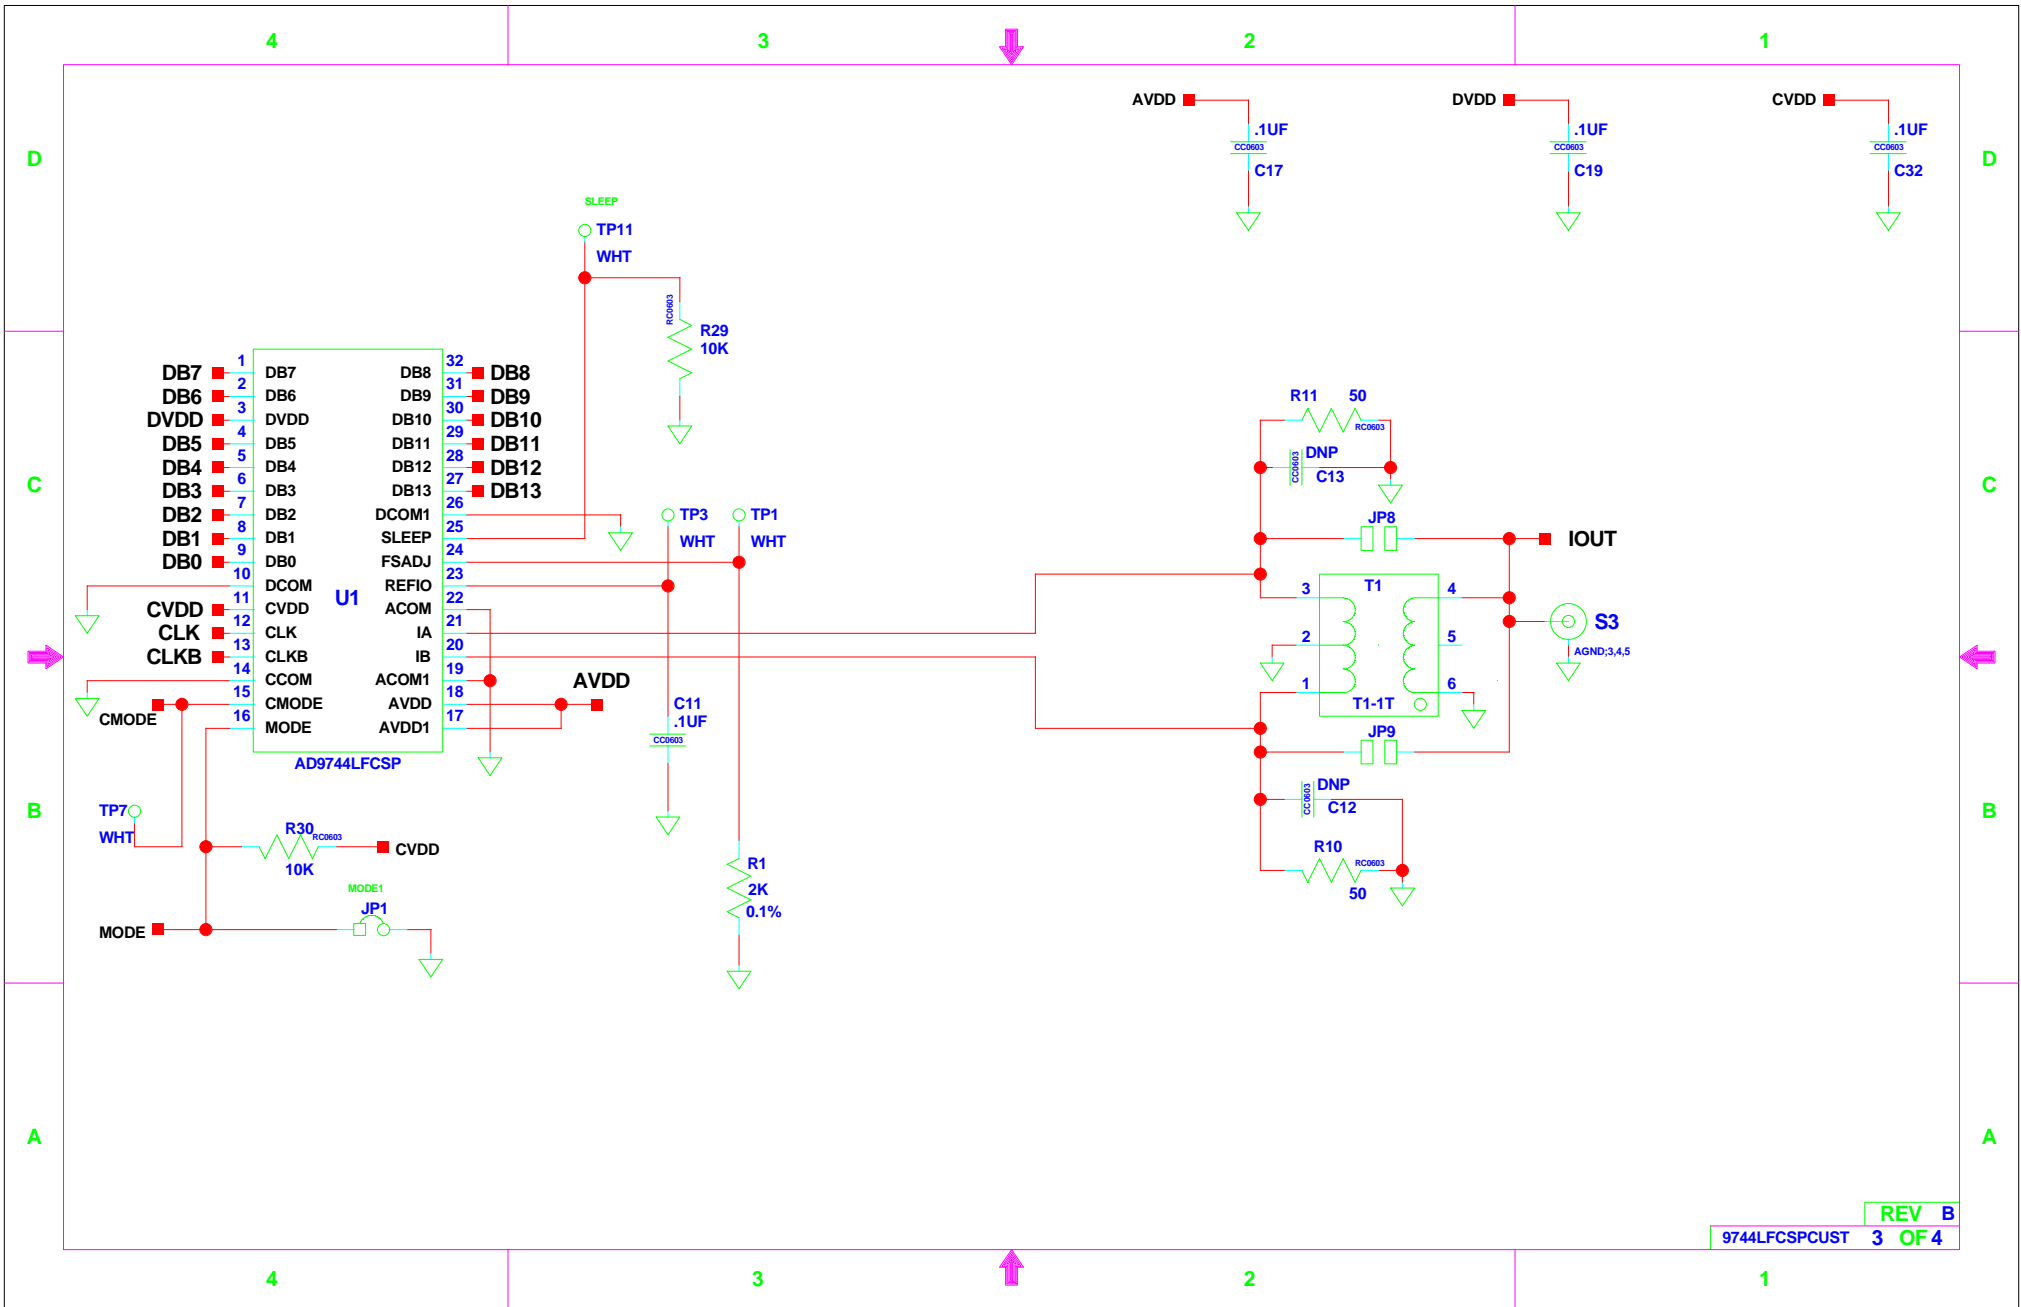 4 3 2 1
D D
C C
B B
A A
AVDD
.1UF
CC0603
C17
DVDD
.1UF
CC0603
C19
CVDD
.1UF
CC0603
C32
SLEEP
TP11
WHT
RC0603
R29
10K
DB7 1 DB7 DB8 32 DB8
DB6 2 DB6 DB9 31 DB9
DVDD 3 DVDD DB10 30 DB10
DB5 4 DB5 DB11 29 DB11
DB4 5 DB4 DB12 28 DB12
DB3 6 DB3 DB13 27 DB13
DB2 7 DB2 DCOM1 26
DB1 8 DB1 SLEEP 25
DB0 9 DB0 FSADJ 24
10 DCOM REFIO 23
CVDD 11 CVDD ACOM 22
CLK 12 CLK IA 21
CLKB 13 CLKB IB 20
14 CCOM ACOM1 19
CMODE 15 CMODE AVDD 18 AVDD
16 MODE AVDD1 17
U1
AD9744LFCSP
TP3
WHT
TP1
WHT
C11
.1UF
CC0603
R1
2K
0.1%
TP7
WHT
R30
RC0603
10K
CVDD
MODE1
JP1
MODE
R11 50
RC0603
DNP
CC0603
C13
JP8
IOUT
T1
3 4
2 5
1 6
T1-1T
S3
AGND;3,4,5
JP9
DNP
CC0603
C12
R10
RC0603
50
REV B
9744LFCSPCUST 3 OF 4
4 3 2 1